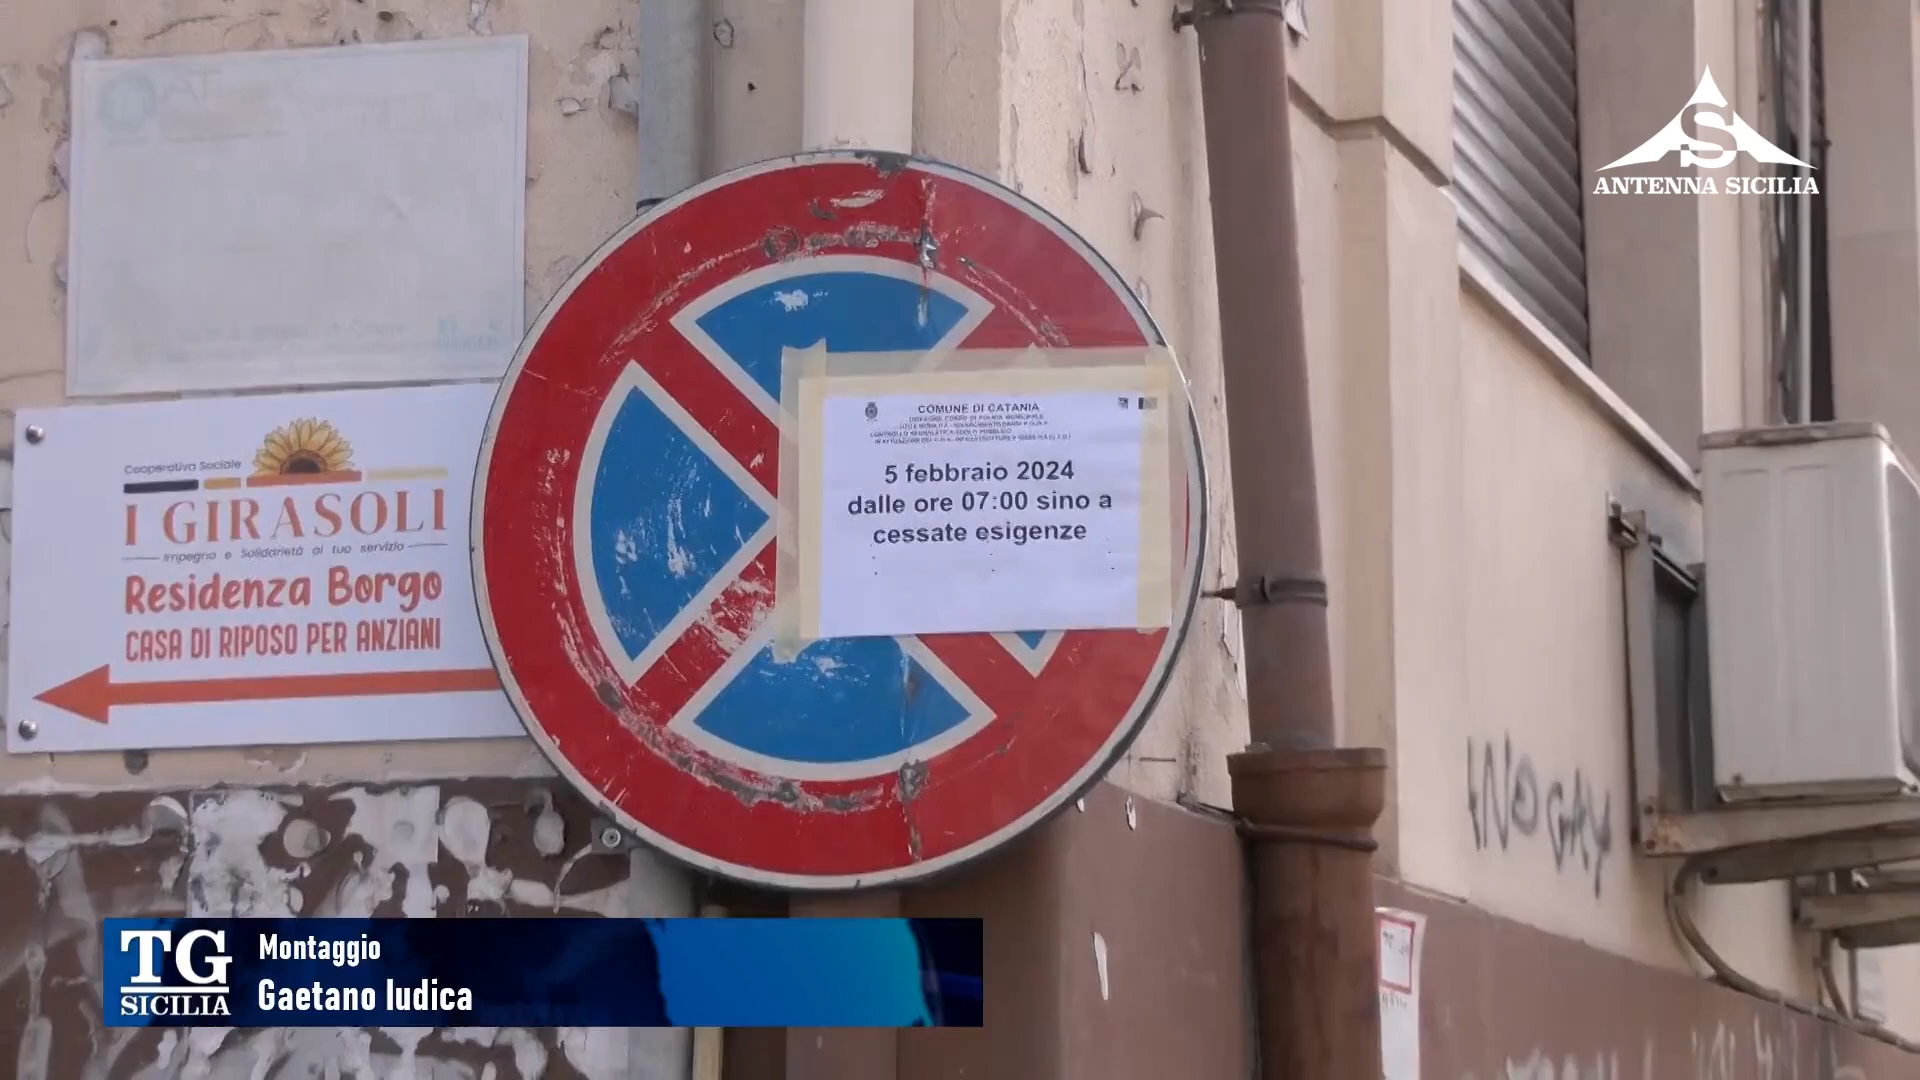 ANTENNA SICILIA
COMUNE DI CATANIA
5 febbraio 2024
dalle ore 07:00 sino a
cessate esigenze
Cooperativa Sociale
I GIRASOLI
Impegno e Solidarietà al tuo servizio
Residenza Borgo
CASA DI RIPOSO PER ANZIANI
TG
SICILIA
Montaggio
Gaetano Iudica